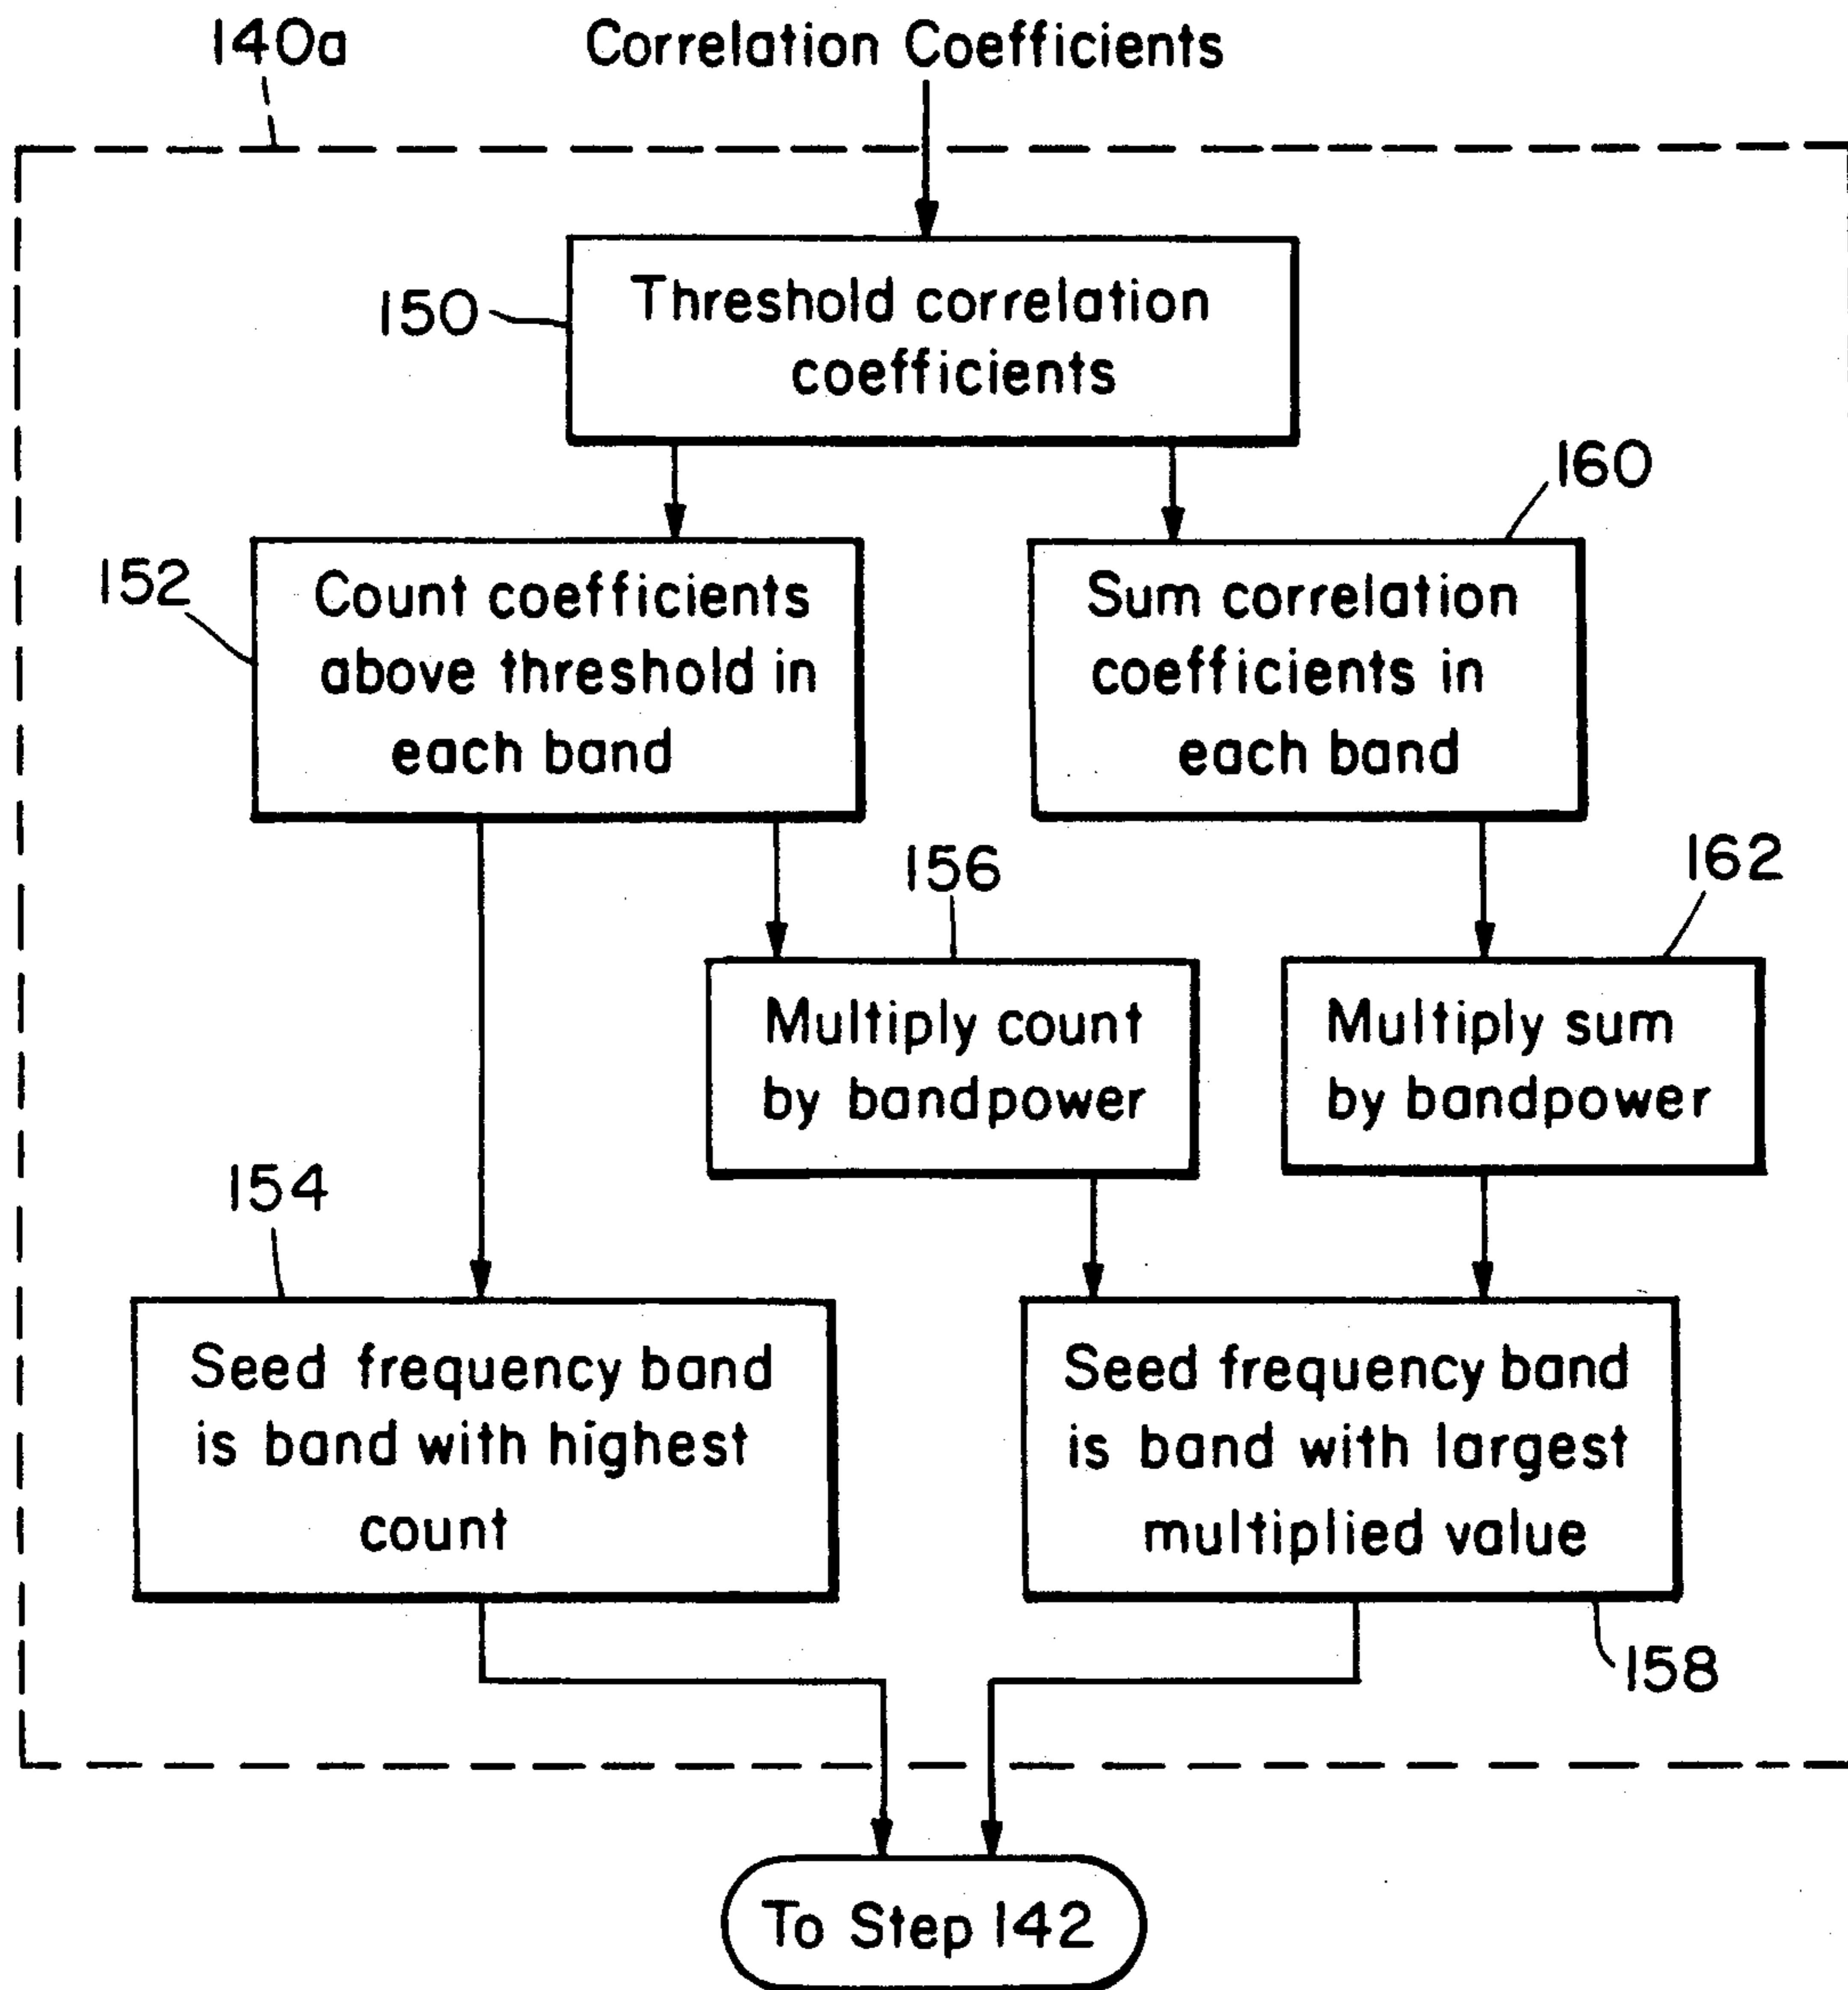 140a
Correlation Coefficients
150
Threshold correlation
coefficients
160
152
Count coefficients
above threshold in
each band
Sum correlation
coefficients in
each band
156
162
Multiply count
by bandpower
Multiply sum
by bandpower
154
Seed frequency band
is band with highest
count
Seed frequency band
is band with largest
multiplied value
158
To Step 142